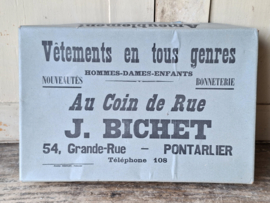 Ameublement
Vêtements en tous genres
HOMMES-DAMES-ENFANTS
NOUVEAUTÉS
BONNETERIE
Au Coin de Rue
J. BICHET
54, Grande-Rue — PONTARLIER
Téléphone 108